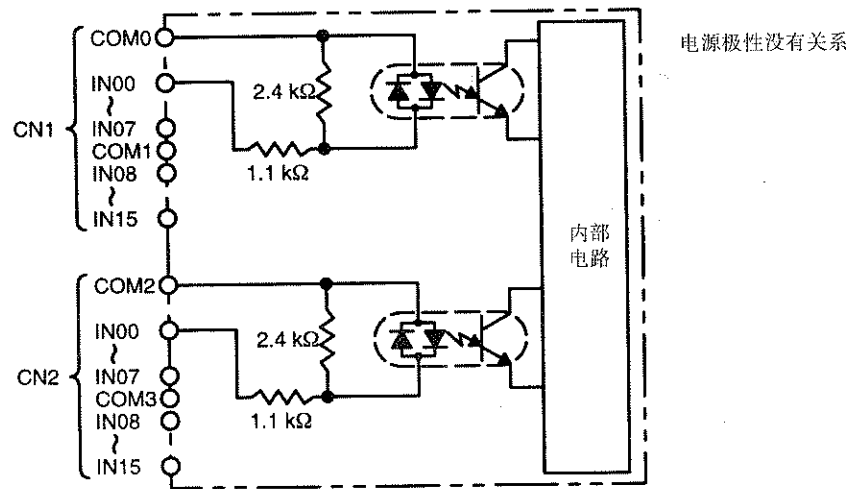 COM0
IN00
~
IN07
COM1
IN08
~
IN15
CN1
2.4 kΩ
1.1 kΩ
电源极性没有关系
内部
电路
COM2
IN00
~
IN07
COM3
IN08
~
IN15
CN2
2.4 kΩ
1.1 kΩ